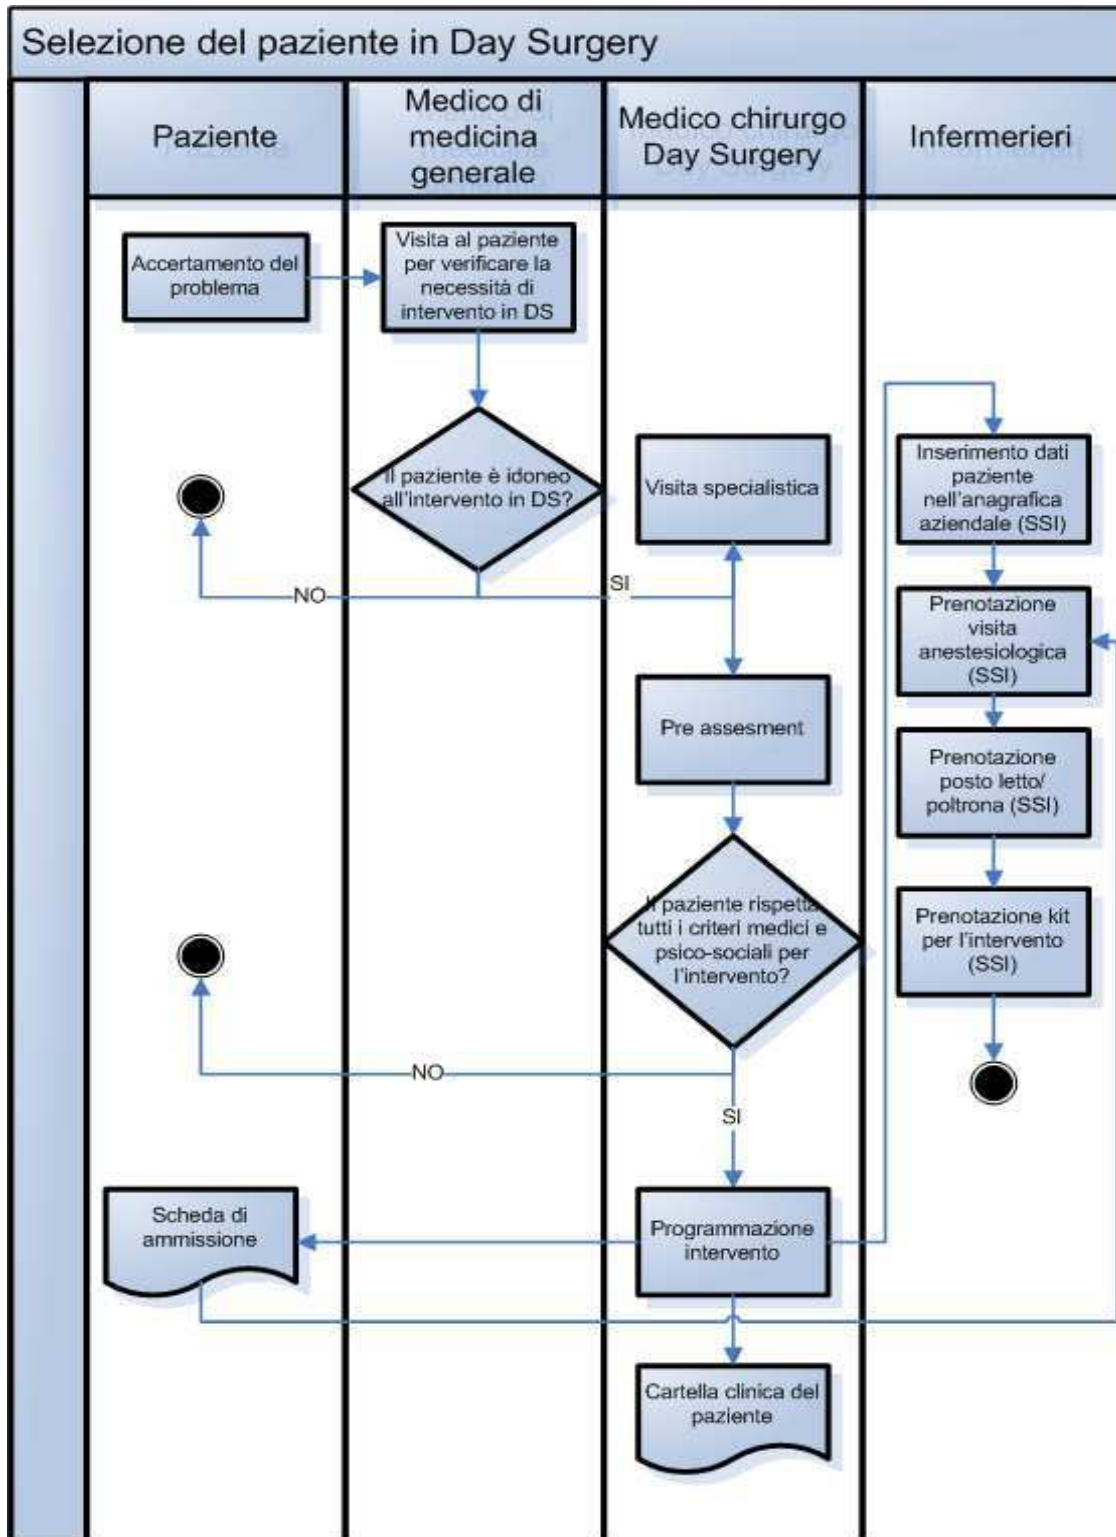 Selezione del paziente in Day Surgery
Paziente
Medico di
medicina
generale
Medico chirurgo
Day Surgery
Infermerieri
Accertamento del
problema
Visita al paziente
per verificare la
necessità di
intervento in DS
Il paziente è idoneo
all'intervento in DS?
Visita specialistica
Inserimento dati
paziente
nell'anagrafica
aziendale (SSI)
NO
SI
Prenotazione
visita
anestesiologica
(SSI)
Pre assesment
Prenotazione
posto letto/
poltrona (SSI)
Il paziente rispetta
tutti i criteri medici e
psico-sociali per
l'intervento?
Prenotazione kit
per l'intervento
(SSI)
NO
SI
Scheda di
ammissione
Programmazione
intervento
Cartella clinica del
paziente